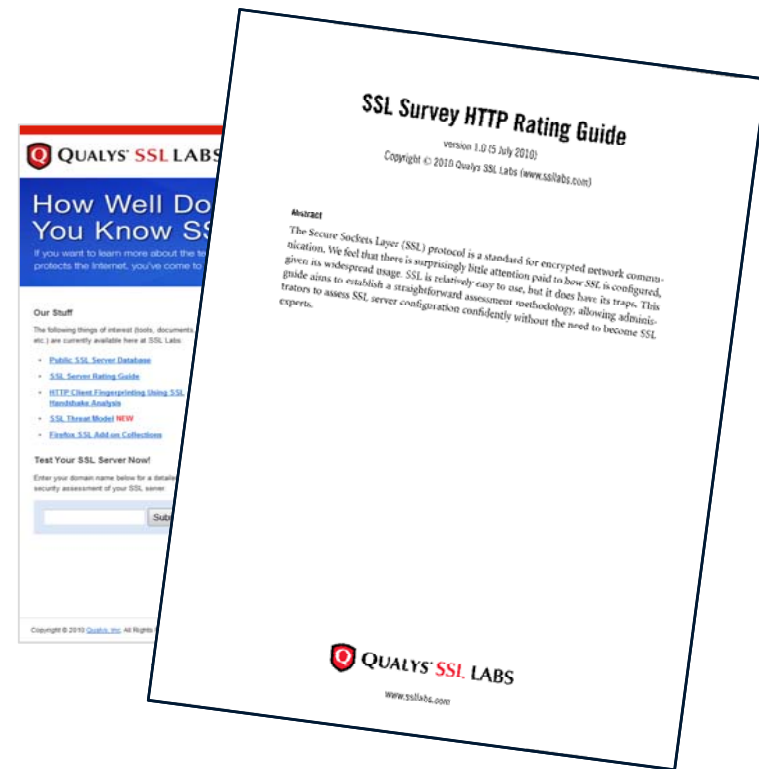 QUALYS® SSL LABS
How Well Do
You Know SS
If you want to learn more about the te
protects the Internet, you've come to
Our Stuff
The following things of interest (tools, documents,
etc.) are currently available here at SSL Labs:
Public SSL Server Database
SSL Server Rating Guide
HTTP Client Fingerprinting Using SSL
Handshake Analysis
SSL Threat Model NEW
Firefox SSL Add-on Collections
Test Your SSL Server Now!
Enter your domain name below for a detaile
security assessment of your SSL server
Sub
Copyright © 2010 Qualys, Inc. All Rights
SSL Survey HTTP Rating Guide
version 1.0 (5 July 2010)
Copyright © 2010 Qualys SSL Labs (www.ssllabs.com)
Abstract
The Secure Sockets Layer (SSL) protocol is a standard for encrypted network commu-
nication. We feel that there is surprisingly little attention paid to how SSL is configured,
given its widespread usage. SSL is relatively easy to use, but it does have its traps. This
guide aims to establish a straightforward assessment methodology, allowing adminis-
trators to assess SSL server configuration confidently without the need to become SSL
experts.
QUALYS® SSL LABS
www.ssllabs.com